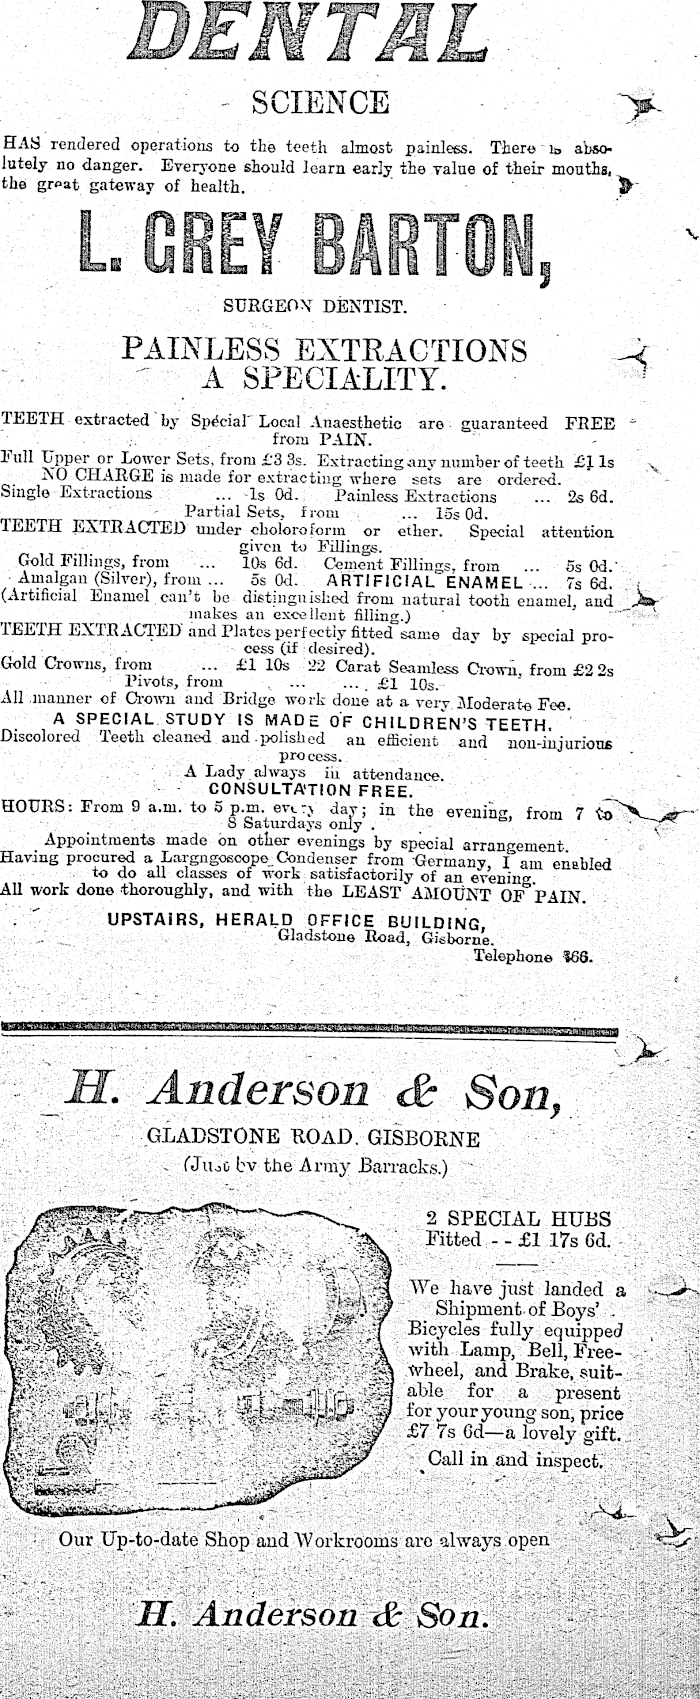 DENTAL
SCIENCE
HAS rendered operations to the teeth almost painless. There is abso-
lutely no danger. Everyone should learn early the value of their mouths,
the great gateway of health.
L. GREY BARTON,
SURGEON DENTIST.
PAINLESS EXTRACTIONS
A SPECIALITY.
TEETH extracted by Special Local Anaesthetic are guaranteed FREE
from PAIN.
Full Upper or Lower Sets, from £3 3s. Extracting any number of teeth £1 1s
NO CHARGE is made for extracting where sets are ordered.
Single Extractions ... 1s 0d. Painless Extractions ... 2s 6d.
Partial Sets, from ... 15s 0d.
TEETH EXTRACTED under choloroform or ether. Special attention
given to Fillings.
Gold Fillings, from ... 10s 6d. Cement Fillings, from ... 5s 0d.
Amalgan (Silver), from ... 5s 0d. ARTIFICIAL ENAMEL ... 7s 6d.
(Artificial Enamel can't be distinguished from natural tooth enamel, and
makes an excellent filling.)
TEETH EXTRACTED and Plates perfectly fitted same day by special pro-
cess (if desired).
Gold Crowns, from ... £1 10s 22 Carat Seamless Crown, from £2 2s
Pivots, from ... ... £1 10s.
All manner of Crown and Bridge work done at a very Moderate Fee.
A SPECIAL STUDY IS MADE OF CHILDREN'S TEETH.
Discolored Teeth cleaned and polished an efficient and non-injurious
process.
A Lady always in attendance.
CONSULTATION FREE.
HOURS: From 9 a.m. to 5 p.m. every day; in the evening, from 7 to
8 Saturdays only .
Appointments made on other evenings by special arrangement.
Having procured a Largngoscope Condenser from Germany, I am enabled
to do all classes of work satisfactorily of an evening.
All work done thoroughly, and with the LEAST AMOUNT OF PAIN.
UPSTAIRS, HERALD OFFICE BUILDING,
Gladstone Road, Gisborne.
Telephone 66.
H. Anderson & Son,
GLADSTONE ROAD. GISBORNE
(Just by the Army Barracks.)
2 SPECIAL HUBS
Fitted - - £1 17s 6d.
We have just landed a
Shipment of Boys'
Bicycles fully equipped
with Lamp, Bell, Free-
wheel, and Brake, suit-
able for a present
for your young son, price
£7 7s 6d—a lovely gift.
Call in and inspect.
Our Up-to-date Shop and Workrooms are always open
H. Anderson & Son.